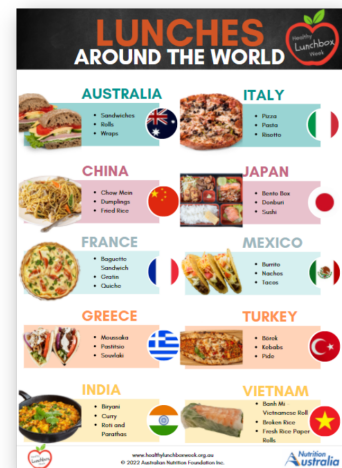 LUNCHES
AROUND THE WORLD
Healthy
Lunchbox
Week
AUSTRALIA
• Sandwiches
• Rolls
• Wraps
ITALY
• Pizza
• Pasta
• Risotto
CHINA
• Chow Mein
• Dumplings
• Fried Rice
JAPAN
• Bento Box
• Donburi
• Sushi
FRANCE
• Baguette
Sandwich
• Gratin
• Quiche
MEXICO
• Burrito
• Nachos
• Tacos
GREECE
• Moussaka
• Pastitsio
• Souvlaki
TURKEY
• Börek
• Kebabs
• Pide
INDIA
• Biryani
• Curry
• Roti and
Parathas
VIETNAM
• Banh Mi
Vietnamese Roll
• Broken Rice
• Fresh Rice Paper
Rolls
www.healthylunchboxweek.org.au
© 2022 Australian Nutrition Foundation Inc.
Nutrition
Australia